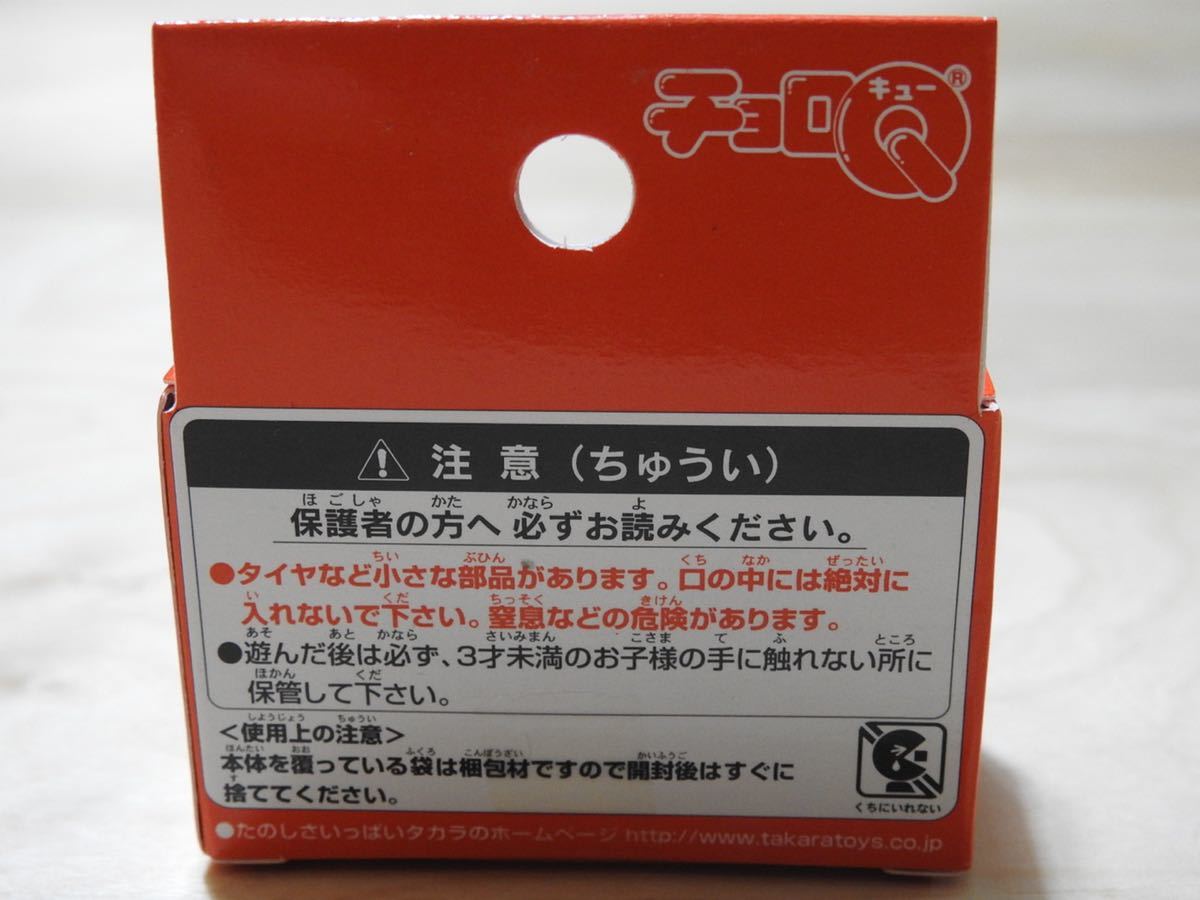 チョロQ キュー ®
注意（ちゅうい）
ほごしゃ かた かなら よ
保護者の方へ 必ずお読みください。
ちい ぶひん くち なか ぜったい
●タイヤなど小さな部品があります。口の中には絶対に
い くだ ちっそく きけん
入れないで下さい。窒息などの危険があります。
あそ あと かなら さいみまん こさま て ふ ところ
●遊んだ後は必ず、3才未満のお子様の手に触れない所に
ほかん くだ
保管して下さい。
しようじょう ちゅうい
＜使用上の注意＞
ほんたい おお ふくろ こんぽうざい かいふうご
本体を覆っている袋は梱包材ですので開封後はすぐに
す
捨ててください。
くちにいれない
●たのしさいっぱいタカラのホームページ http://www.takaratoys.co.jp